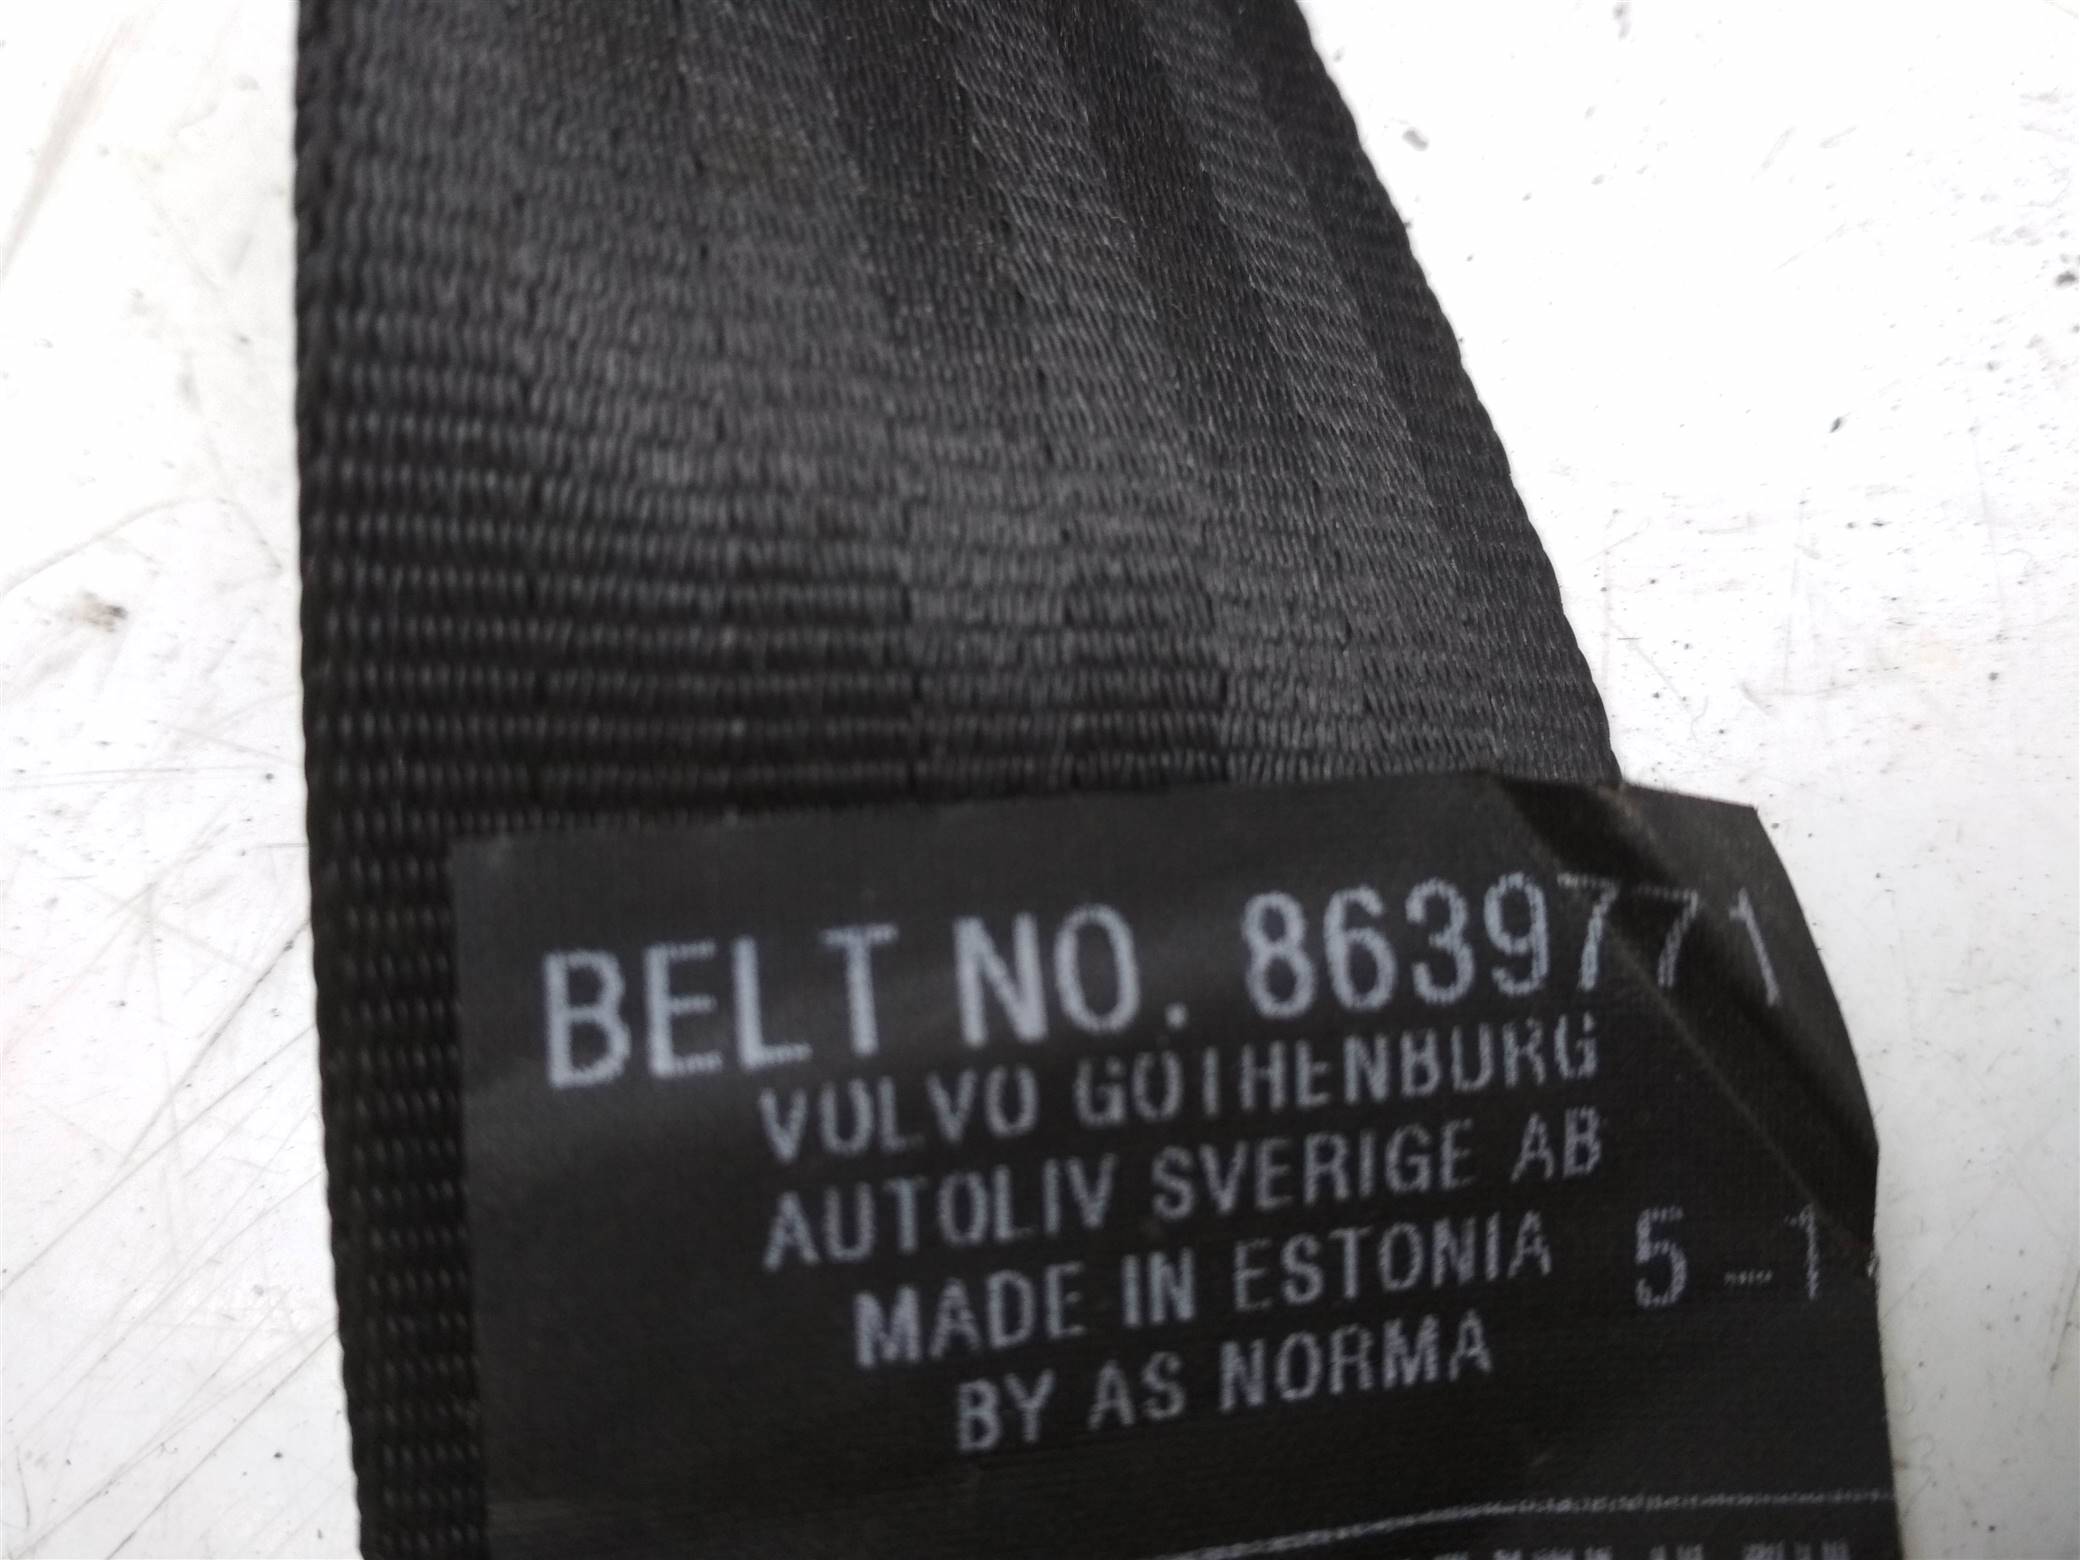 BELT NO. 8639771
VOLVO GOTHENBURG
AUTOLIV SVERIGE AB
MADE IN ESTONIA 5-1
BY AS NORMA